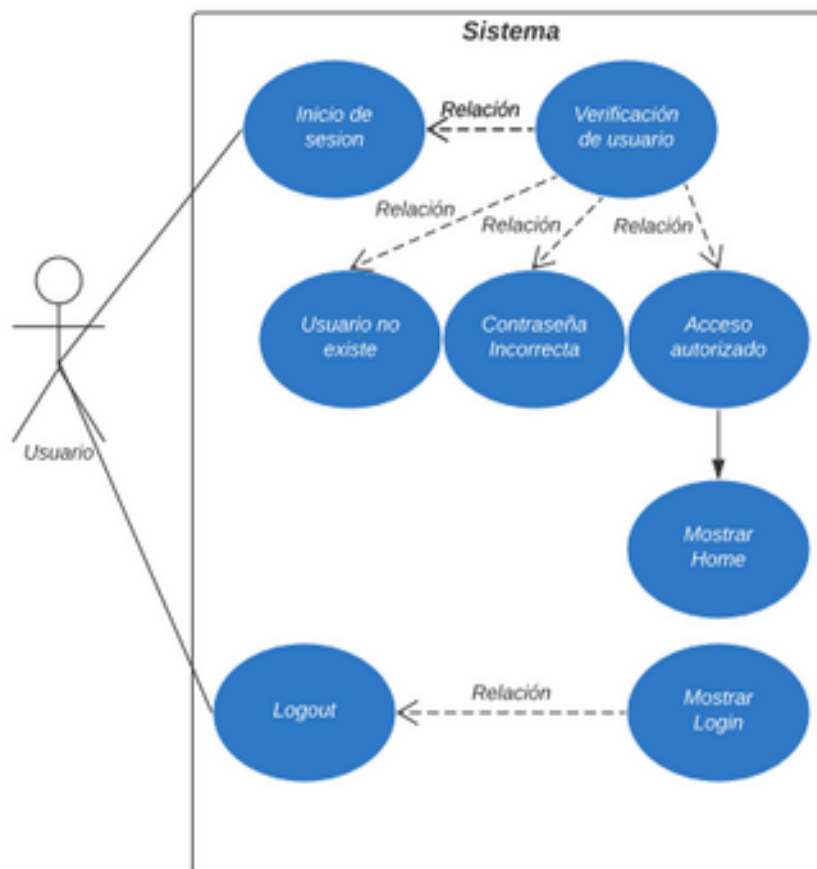 Sistema
Inicio de
sesion
Relación
Verificación
de usuario
Relación
Relación
Relación
Usuario no
existe
Contraseña
Incorrecta
Acceso
autorizado
Usuario
Mostrar
Home
Logout
Relación
Mostrar
Login